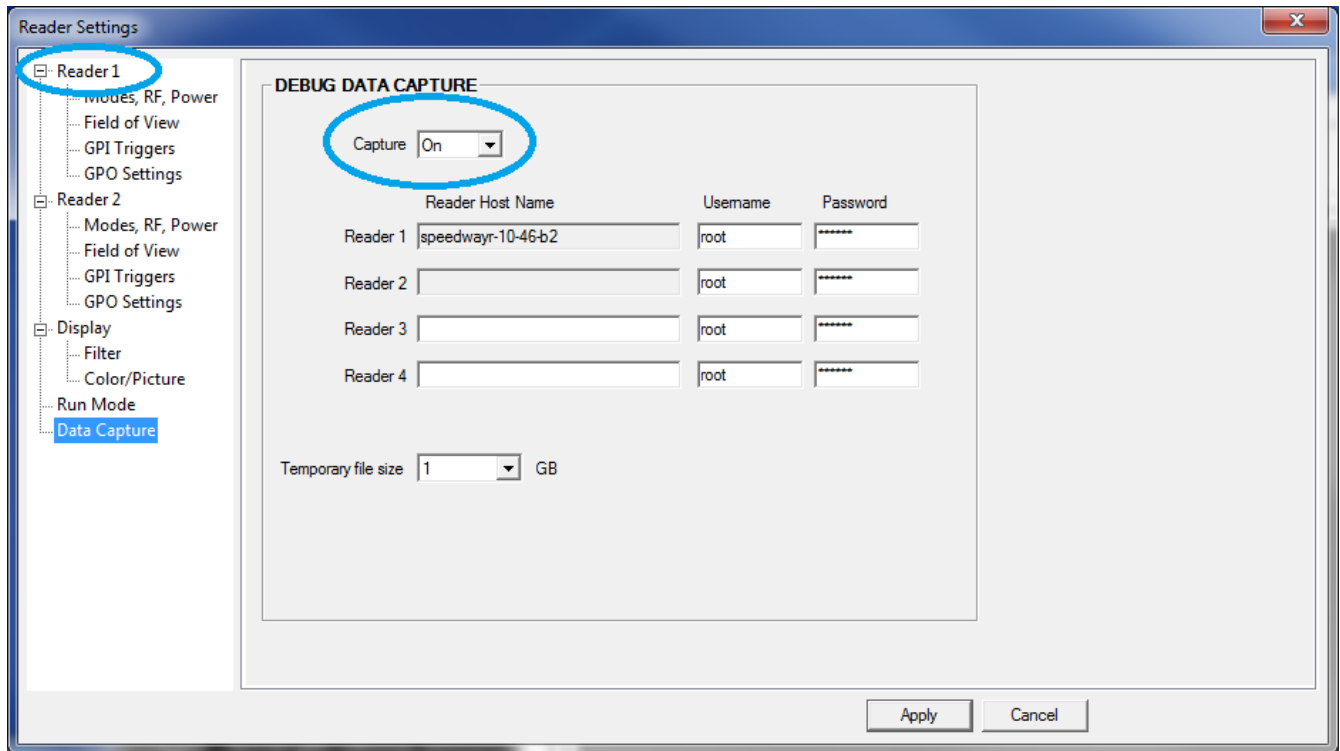 Reader Settings
Reader 1
Modes, RF, Power
Field of View
GPI Triggers
GPO Settings
Reader 2
Modes, RF, Power
Field of View
GPI Triggers
GPO Settings
Display
Filter
Color/Picture
Run Mode
Data Capture
DEBUG DATA CAPTURE
Capture On
Reader Host Name Username Password
Reader 1 speedwayr-10-46-b2 root ******
Reader 2 root ******
Reader 3 root ******
Reader 4 root ******
Temporary file size 1 GB
Apply Cancel